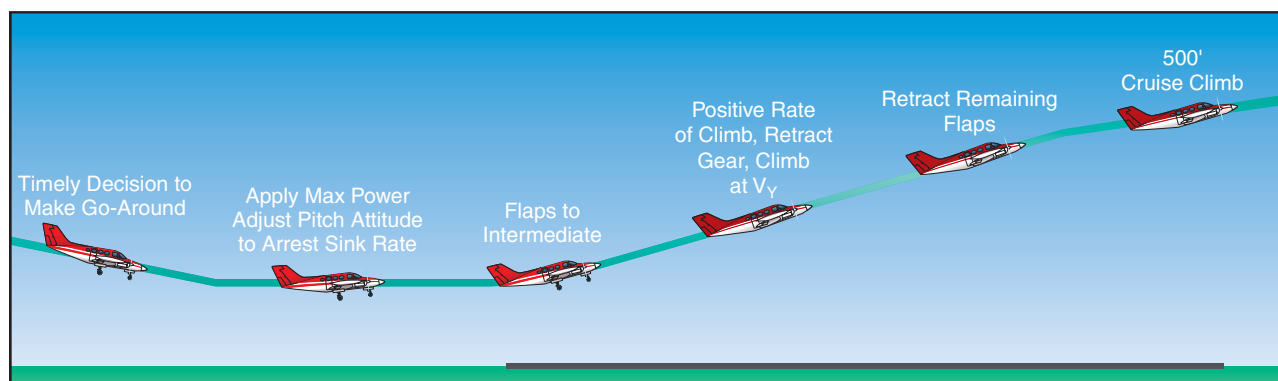 Timely Decision to
Make Go-Around
Apply Max Power
Adjust Pitch Attitude
to Arrest Sink Rate
Flaps to
Intermediate
Positive Rate
of Climb, Retract
Gear, Climb
at VY
Retract Remaining
Flaps
500'
Cruise Climb